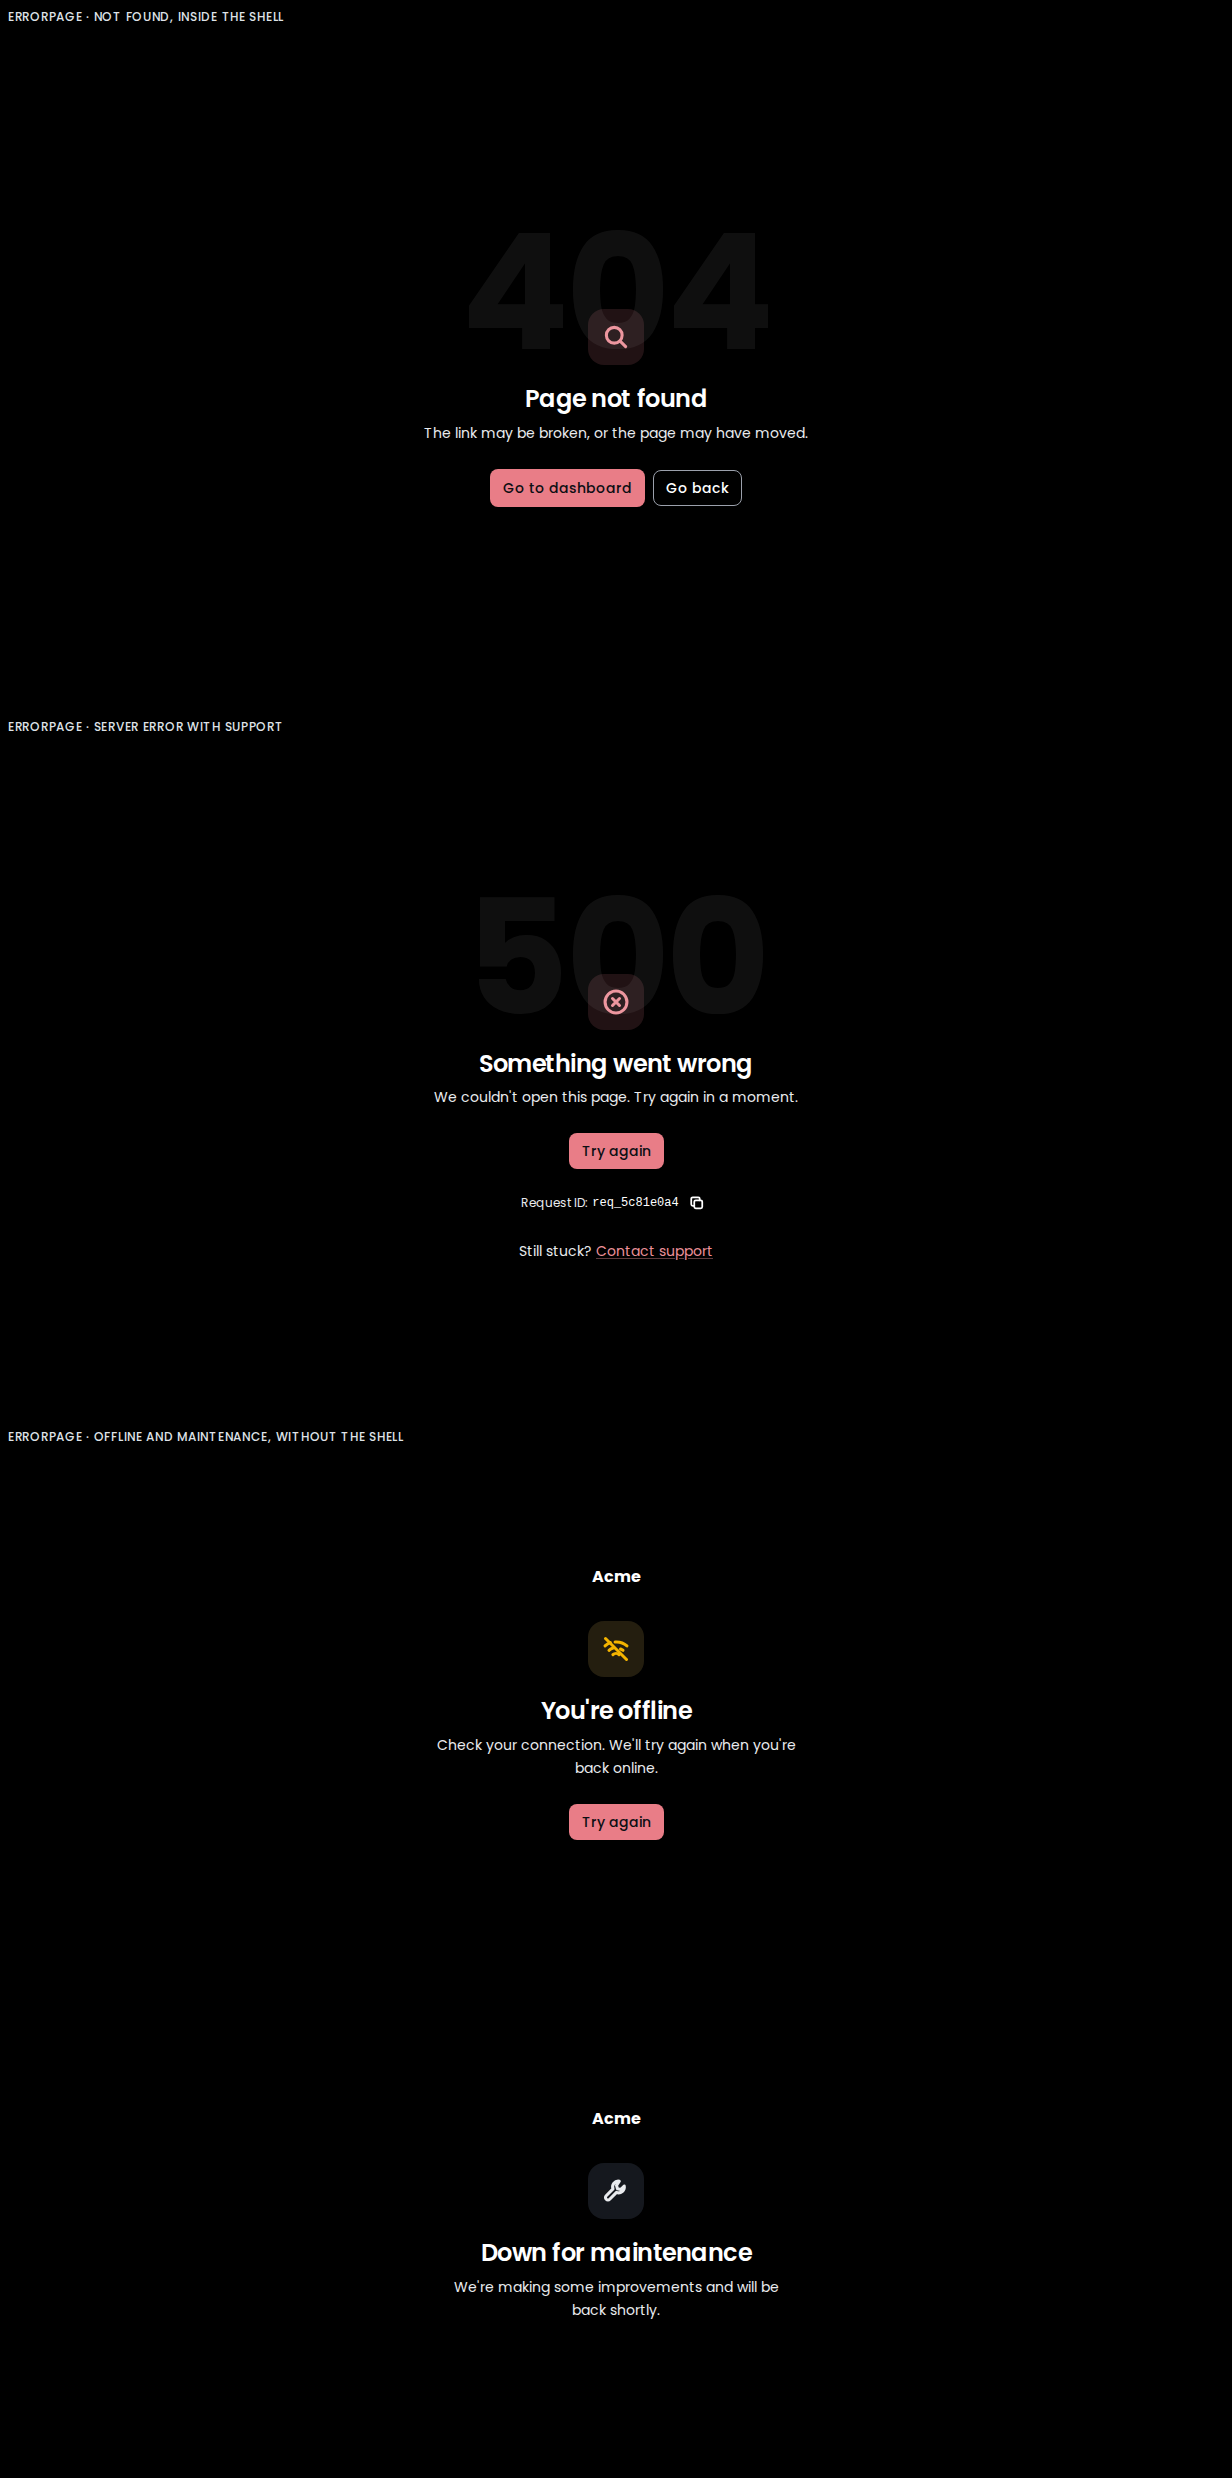 ERRORPAGE · NOT FOUND, INSIDE THE SHELL
404
Page not found
The link may be broken, or the page may have moved.
Go to dashboard
Go back
ERRORPAGE · SERVER ERROR WITH SUPPORT
500
Something went wrong
We couldn't open this page. Try again in a moment.
Try again
Request ID: req_5c81e0a4
Still stuck? Contact support
ERRORPAGE · OFFLINE AND MAINTENANCE, WITHOUT THE SHELL
Acme
You're offline
Check your connection. We'll try again when you're
back online.
Try again
Acme
Down for maintenance
We're making some improvements and will be
back shortly.